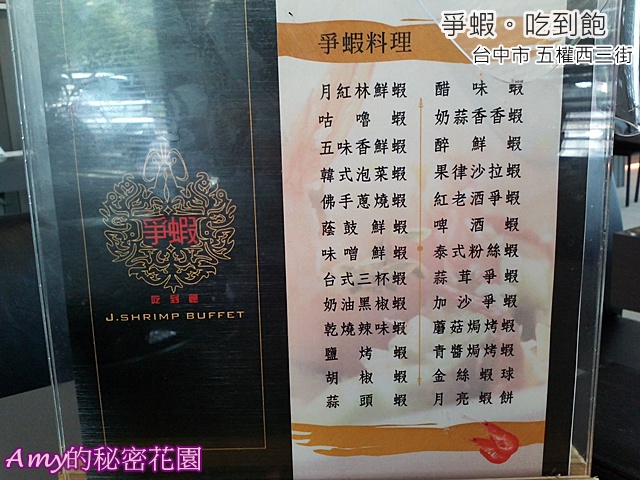 爭蝦。吃到飽
台中市 五權西三街
爭蝦料理
月紅林鮮蝦
咕嚕蝦
五味香鮮蝦
韓式泡菜蝦
佛手蔥燒蝦
蔭鼓鮮蝦
味噌鮮蝦
台式三杯蝦
奶油黑椒蝦
乾燒辣味蝦
鹽烤蝦
胡椒蝦
蒜頭蝦
醋味蝦
奶蒜香香蝦
醉鮮蝦
果律沙拉蝦
紅老酒爭蝦
啤酒蝦
泰式粉絲蝦
蒜茸爭蝦
加沙爭蝦
蘑菇焗烤蝦
青醬焗烤蝦
金絲蝦球
月亮蝦餅
爭蝦
吃到飽
J.SHRIMP BUFFET
Amy的秘密花園